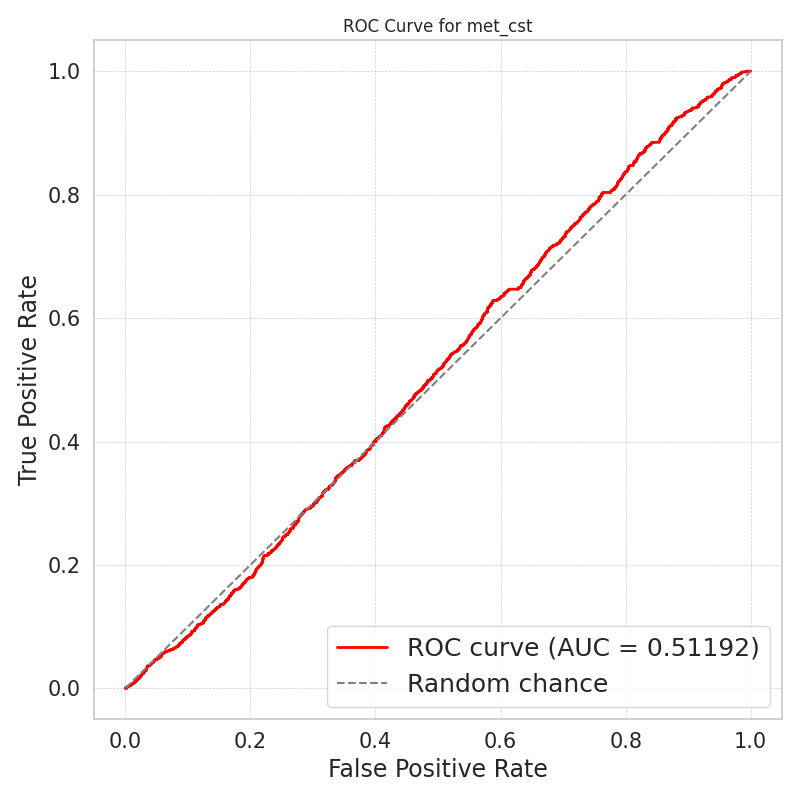 ROC Curve for met_cst
1.0
0.8
0.6
0.4
0.2
0.0
True Positive Rate
ROC curve (AUC = 0.51192)
Random chance
0.0 0.2 0.4 0.6 0.8 1.0
False Positive Rate